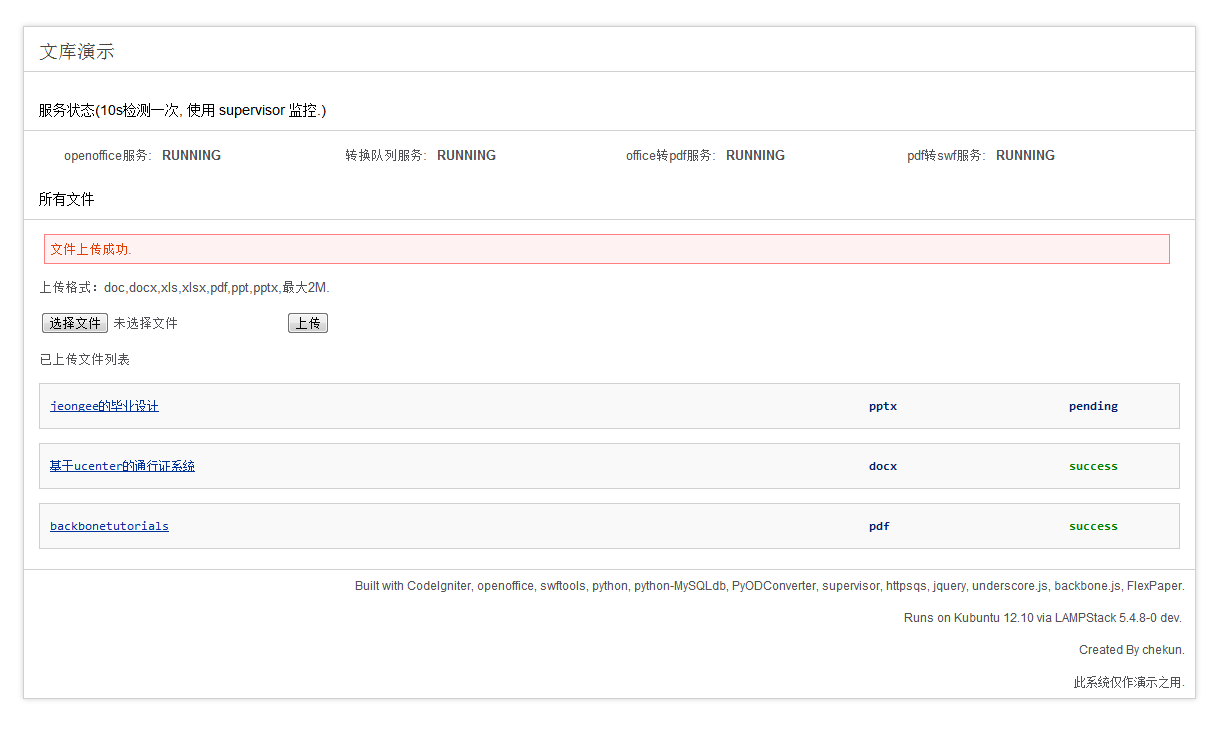 文库演示
服务状态(10s检测一次, 使用 supervisor 监控.)
openoffice服务: RUNNING 转换队列服务: RUNNING office转pdf服务: RUNNING pdf转swf服务: RUNNING
所有文件
文件上传成功.
上传格式：doc,docx,xls,xlsx,pdf,ppt,pptx,最大2M.
选择文件 未选择文件 上传
已上传文件列表
jeongee的毕业设计 pptx pending
基于ucenter的通行证系统 docx success
backbonetutorials pdf success
Built with CodeIgniter, openoffice, swftools, python, python-MySQLdb, PyODConverter, supervisor, httpsqs, jquery, underscore.js, backbone.js, FlexPaper.
Runs on Kubuntu 12.10 via LAMPStack 5.4.8-0 dev.
Created By chekun.
此系统仅作演示之用.